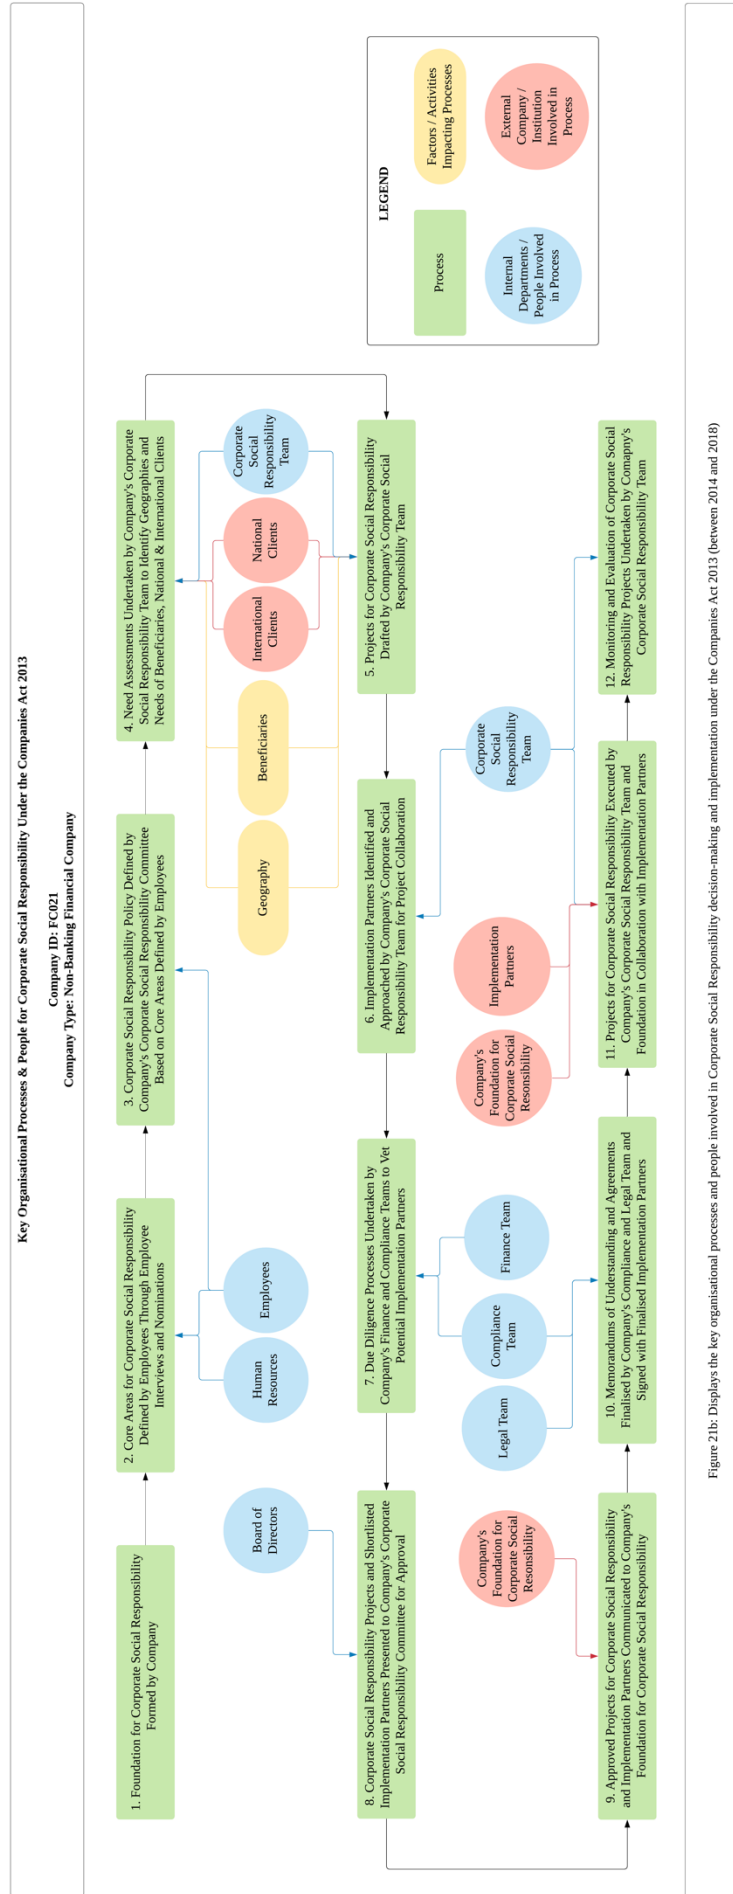 Key Organisational Processes & People for Corporate Social Responsibility Under the Companies Act 2013
Company ID: FC021
Company Type: Non-Banking Financial Company
1. Foundation for Corporate Social Responsibility
Formed by Company
2. Core Areas for Corporate Social Responsibility
Defined by Employees Through Employee
Interviews and Nominations
3. Corporate Social Responsibility Policy Defined by
Company's Corporate Social Responsibility Committee
Based on Core Areas Defined by Employees
4. Need Assessments Undertaken by Company's Corporate
Social Responsibility Team to Identify Geographies and
Needs of Beneficiaries, National & International Clients
Board of
Directors
Human
Resources
Employees
Geography
Beneficiaries
International
Clients
National
Clients
Corporate
Social
Responsibility
Team
8. Corporate Social Responsibility Projects and Shortlisted
Implementation Partners Presented to Company's Corporate
Social Responsibility Committee for Approval
7. Due Diligence Processes Undertaken by
Company's Finance and Compliance Teams to Vet
Potential Implementation Partners
6. Implementation Partners Identified and
Approached by Company's Corporate Social
Responsibility Team for Project Collaboration
5. Projects for Corporate Social Responsibility
Drafted by Company's Corporate Social
Responsibility Team
Company's
Foundation for
Corporate Social
Resonsibility
Legal Team
Compliance
Team
Finance Team
Company's
Foundation for
Corporate Social
Resonsibility
Implementation
Partners
Corporate
Social
Responsibility
Team
9. Approved Projects for Corporate Social Responsibility
and Implementation Partners Communicated to Company's
Foundation for Corporate Social Responsibility
10. Memorandums of Understanding and Agreements
Finalised by Company's Compliance and Legal Team and
Signed with Finalised Implementation Partners
11. Projects for Corporate Social Responsibility Executed by
Company's Corporate Social Responsibility Team and
Foundation in Collaboration with Implementation Partners
12. Monitoring and Evaluation of Corporate Social
Responsibility Projects Undertaken by Comapny's
Corporate Social Responsibility Team
LEGEND
Process
Factors / Activities
Impacting Processes
Internal
Departments /
People Involved
in Process
External
Company /
Institution
Involved in
Process
Figure 21b: Displays the key organisational processes and people involved in Corporate Social Responsibility decision-making and implementation under the Companies Act 2013 (between 2014 and 2018)